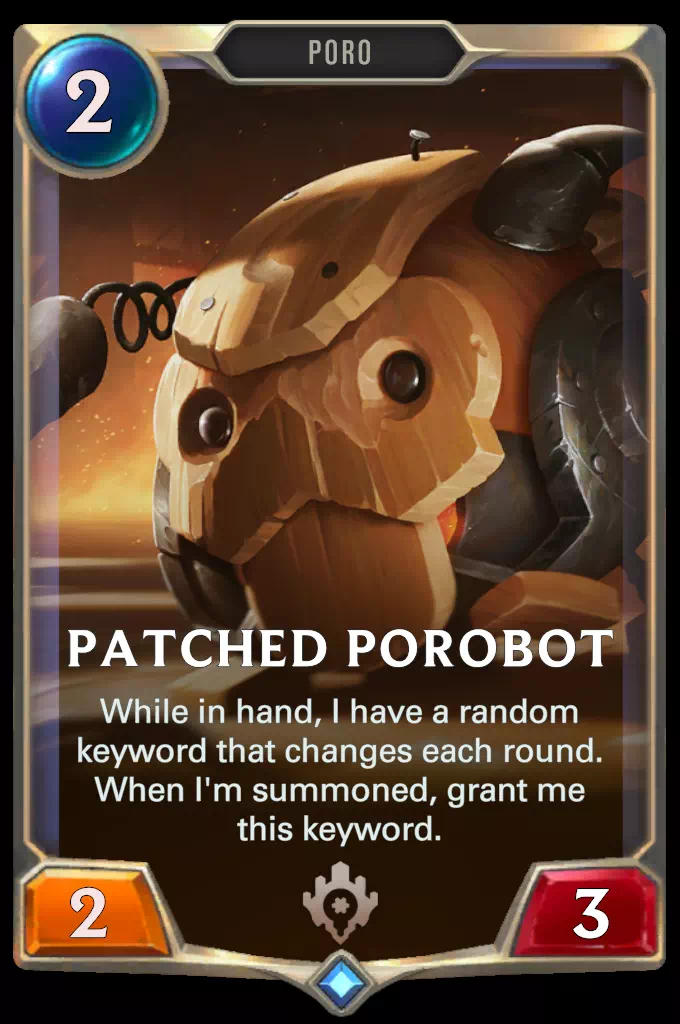 PORO
2
PATCHED POROBOT
While in hand, I have a random
keyword that changes each round.
When I'm summoned, grant me
this keyword.
2
3